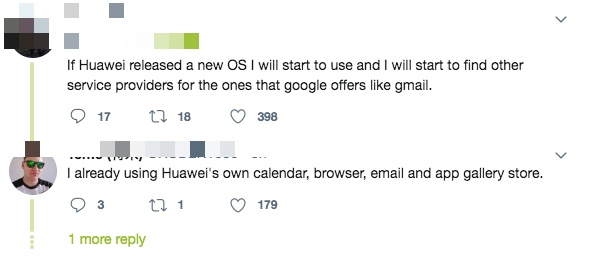 If Huawei released a new OS I will start to use and I will start to find other
service providers for the ones that google offers like gmail.
17 18 398
I already using Huawei's own calendar, browser, email and app gallery store.
3 1 179
1 more reply